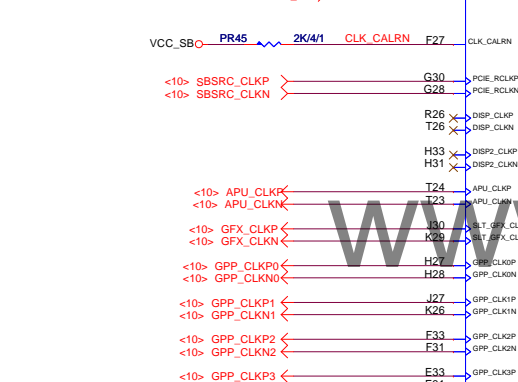 VCC_SB PR45 2K/4/1 CLK_CALRN F27 CLK_CALRN
<10> SBSRC_CLKP G30 PCIE_RCLKP
<10> SBSRC_CLKN G28 PCIE_RCLKN
R26 DISP_CLKP
T26 DISP_CLKN
H33 DISP2_CLKP
H31 DISP2_CLKN
<10> APU_CLKP T24 APU_CLKP
<10> APU_CLKN T23 APU_CLKN
<10> GFX_CLKP J30 SLT_GFX_CL
<10> GFX_CLKN K29 SLT_GFX_CL
<10> GPP_CLKP0 H27 GPP_CLK0P
<10> GPP_CLKN0 H28 GPP_CLK0N
<10> GPP_CLKP1 J27 GPP_CLK1P
<10> GPP_CLKN1 K26 GPP_CLK1N
<10> GPP_CLKP2 F33 GPP_CLK2P
<10> GPP_CLKN2 F31 GPP_CLK2N
<10> GPP_CLKP3 E33 GPP_CLK3P